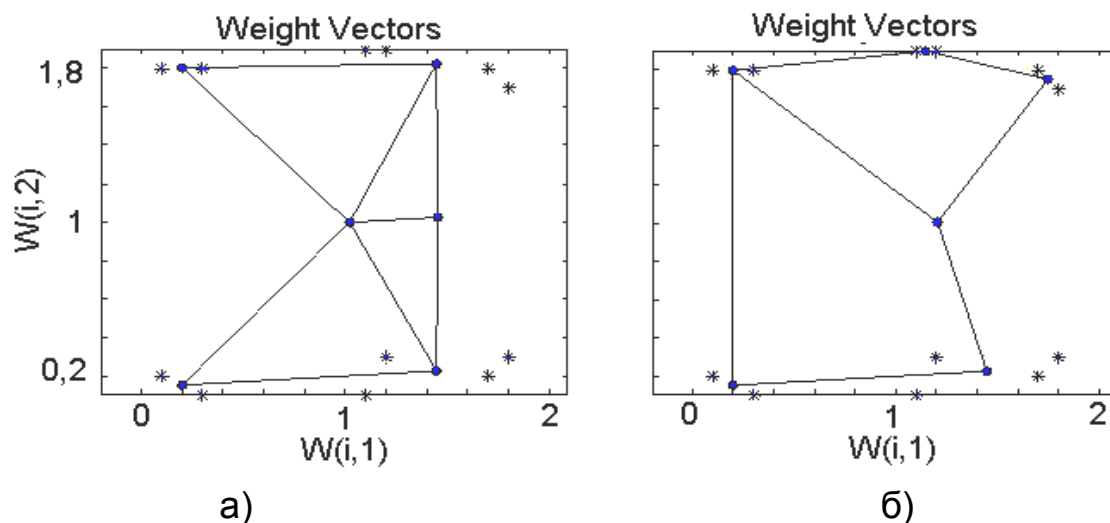 Weight Vectors
1,8
1
0,2
W(i,2)
0
1
2
W(i,1)
а)
Weight Vectors
0
1
2
W(i,1)
б)